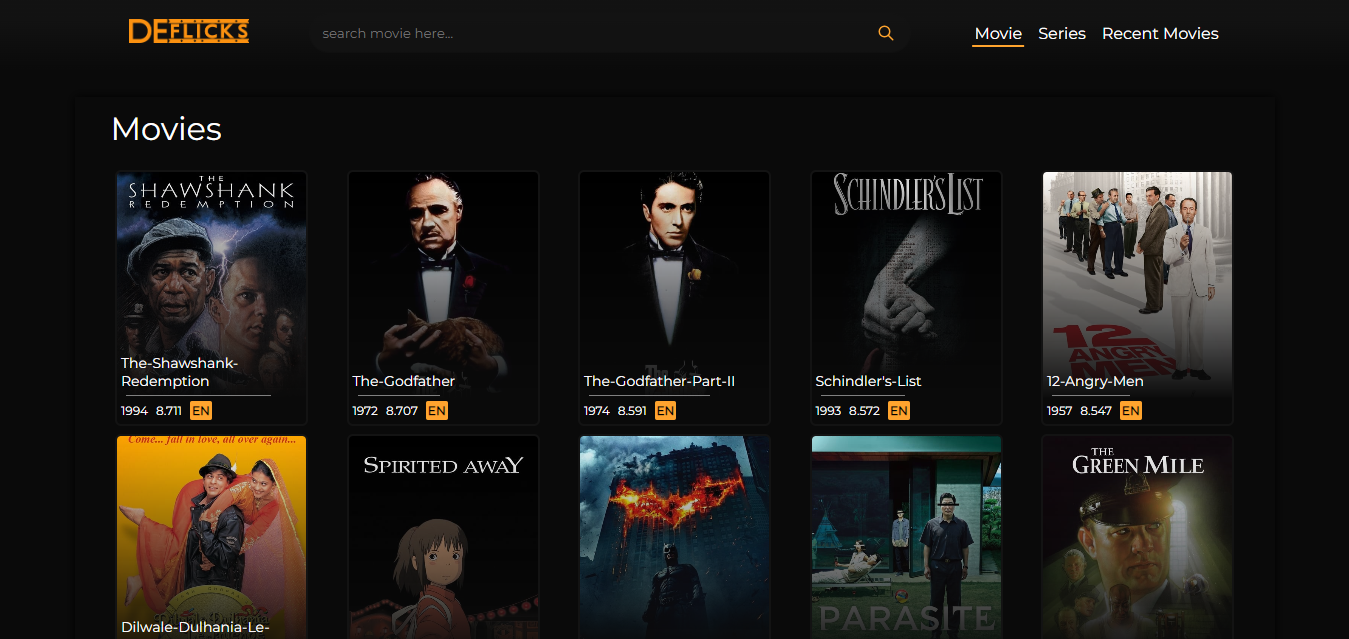 DEFLICKS
search movie here...
Movie Series Recent Movies
Movies
THE
SHAWSHANK
REDEMPTION
SCHINDLER'S LIST
12
ANGRY
MEN
The-Shawshank-
Redemption
The-Godfather
The-Godfather-Part-II
Schindler's-List
12-Angry-Men
1994 8.711 EN
1972 8.707 EN
1974 8.591 EN
1993 8.572 EN
1957 8.547 EN
Come... fall in love, all over again...
SPIRITED AWAY
THE
GREEN MILE
PARASITE
Dilwale-Dulhania-Le-